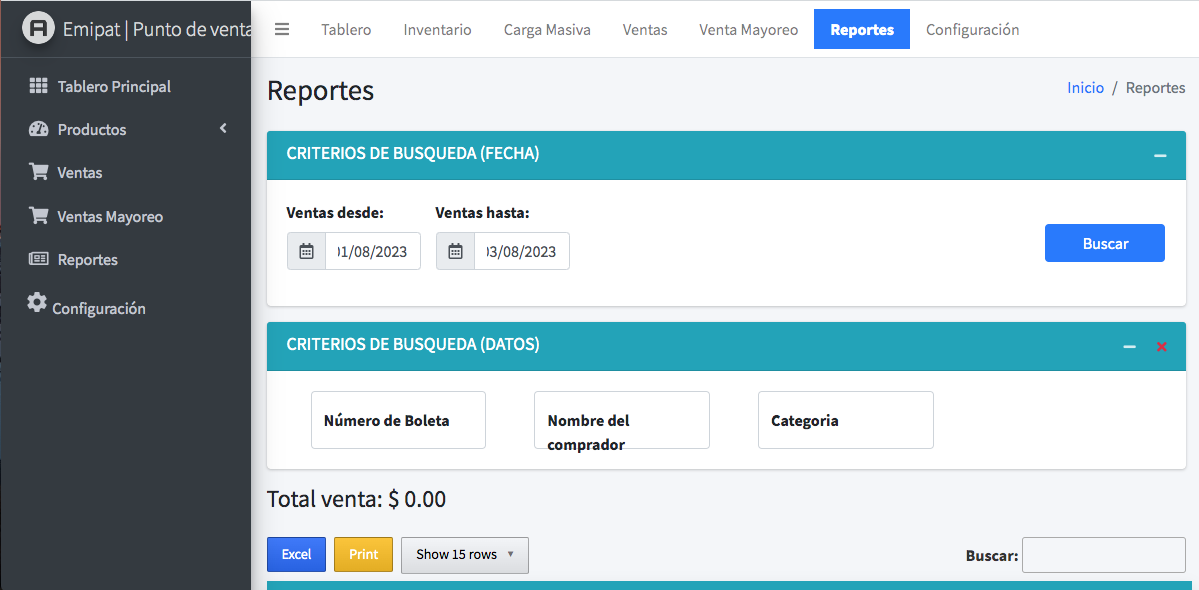 Emipat | Punto de venta
Tablero
Inventario
Carga Masiva
Ventas
Venta Mayoreo
Reportes
Configuración
Tablero Principal
Productos
Ventas
Ventas Mayoreo
Reportes
Configuración
Reportes
Inicio / Reportes
CRITERIOS DE BUSQUEDA (FECHA)
Ventas desde:
Ventas hasta:
01/08/2023
03/08/2023
Buscar
CRITERIOS DE BUSQUEDA (DATOS)
Número de Boleta
Nombre del
comprador
Categoria
Total venta: $ 0.00
Excel
Print
Show 15 rows
Buscar: